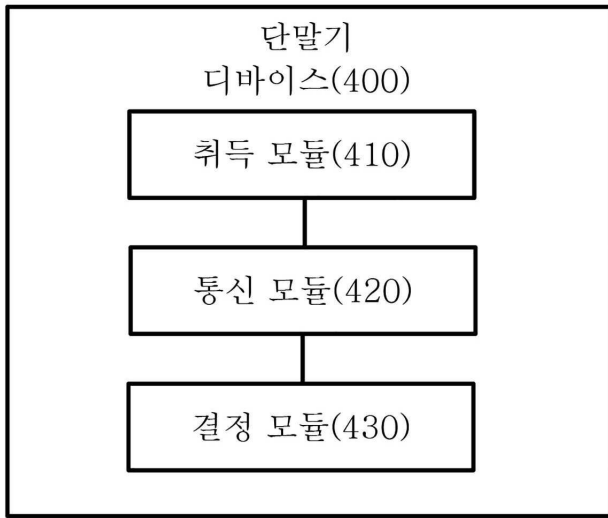 단말기
디바이스(400)
취득 모듈(410)
통신 모듈(420)
결정 모듈(430)